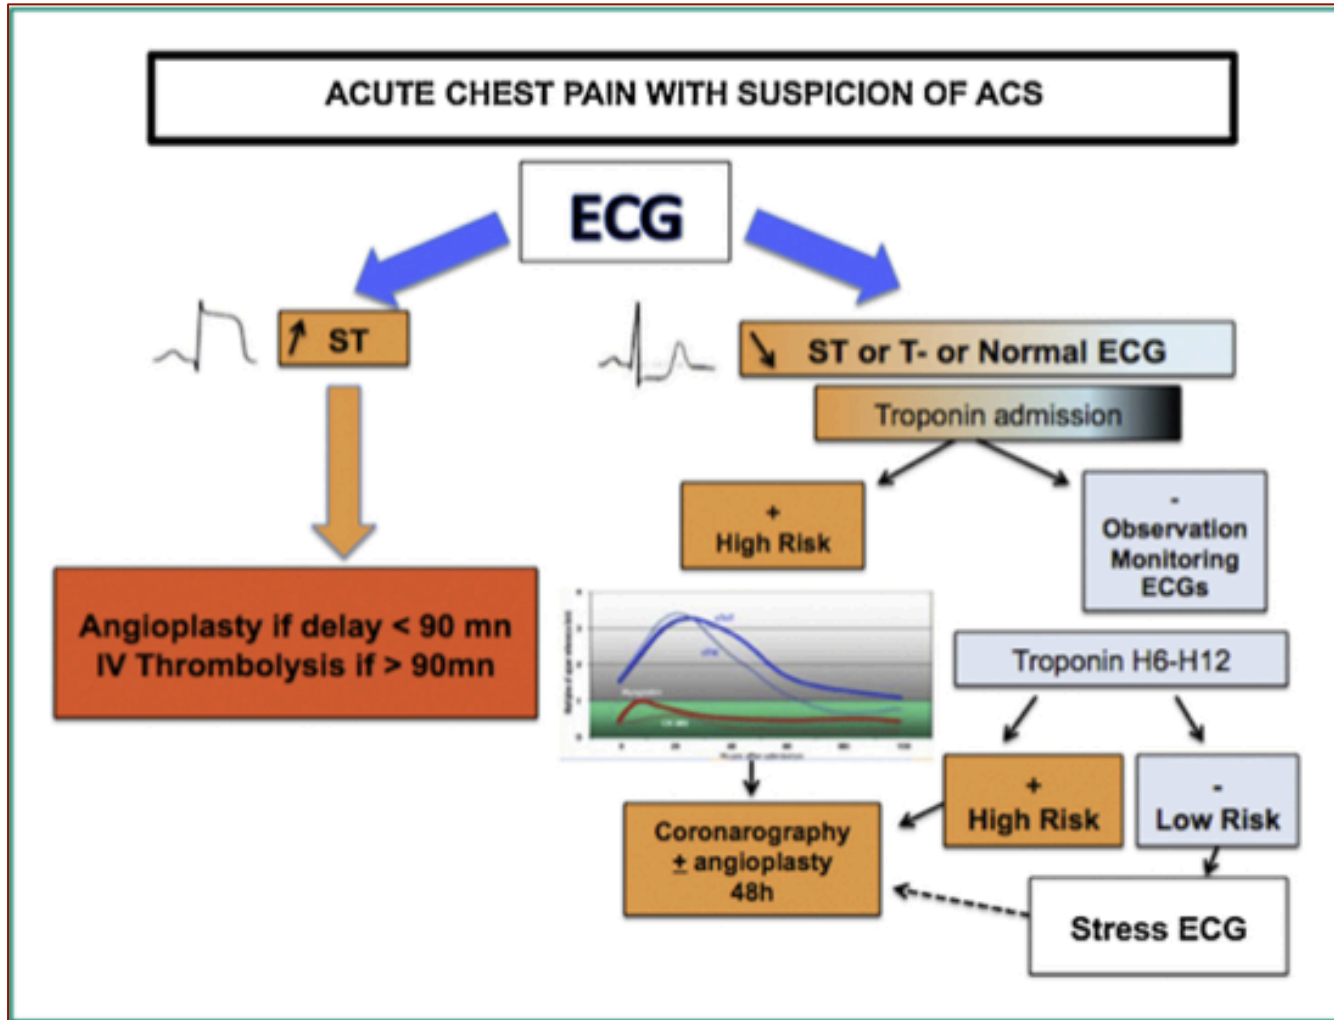 ACUTE CHEST PAIN WITH SUSPICION OF ACS
ECG
ST
ST or T- or Normal ECG
Troponin admission
+
High Risk
-
Observation
Monitoring
ECGs
Angioplasty if delay < 90 mn
IV Thrombolysis if > 90mn
Troponin H6-H12
+
High Risk
-
Low Risk
Coronarography
± angioplasty
48h
Stress ECG